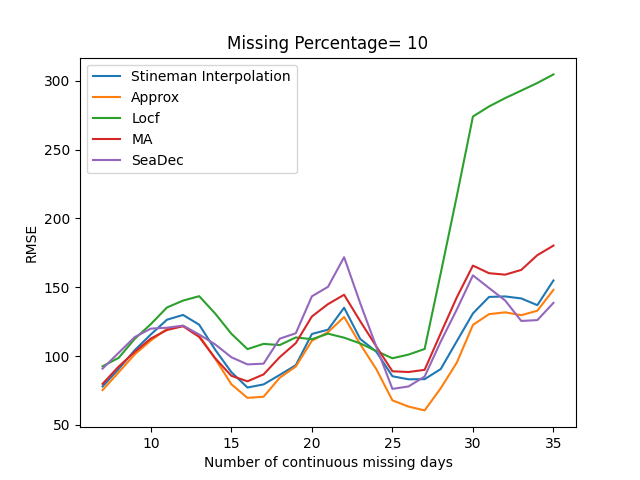 Missing Percentage= 10
Stineman Interpolation
Approx
Locf
MA
SeaDec
300
250
200
150
100
50
RMSE
10 15 20 25 30 35
Number of continuous missing days